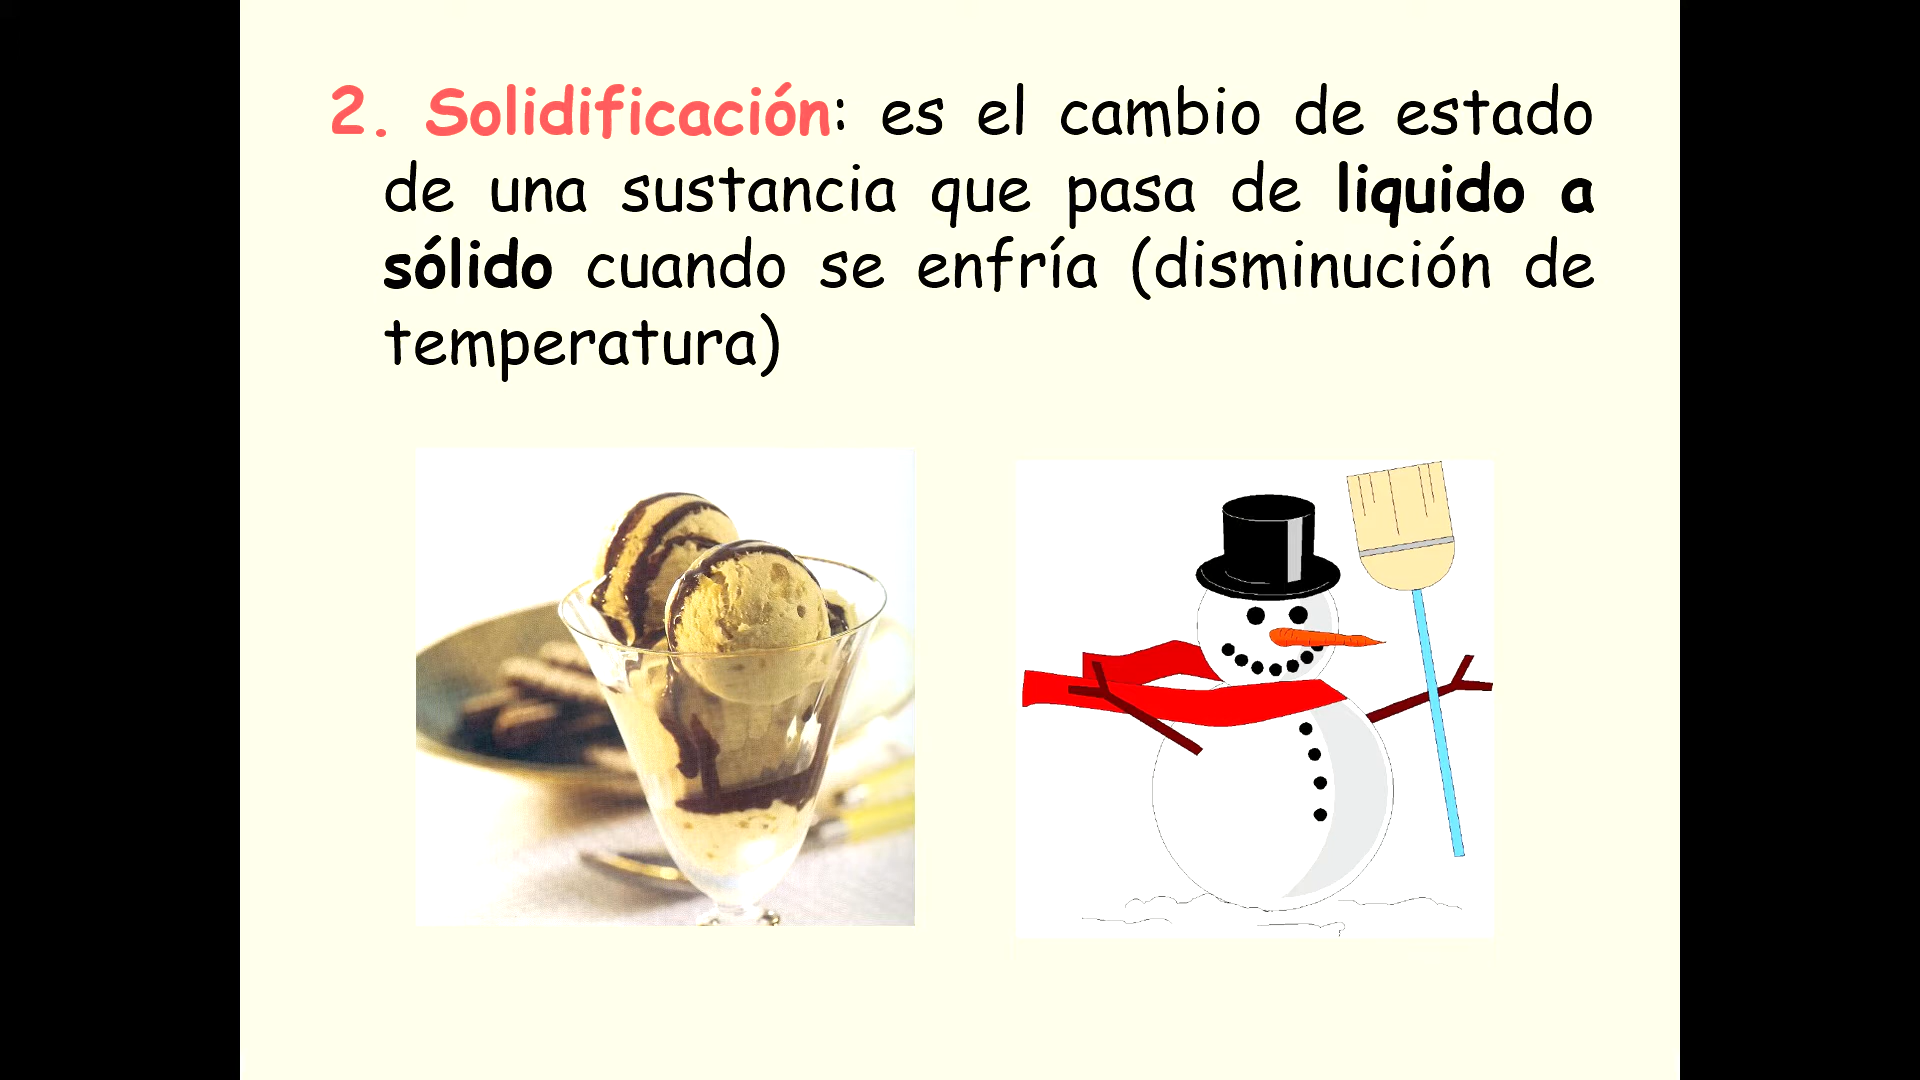 2. Solidificación: es el cambio de estado
de una sustancia que pasa de liquido a
sólido cuando se enfría (disminución de
temperatura)